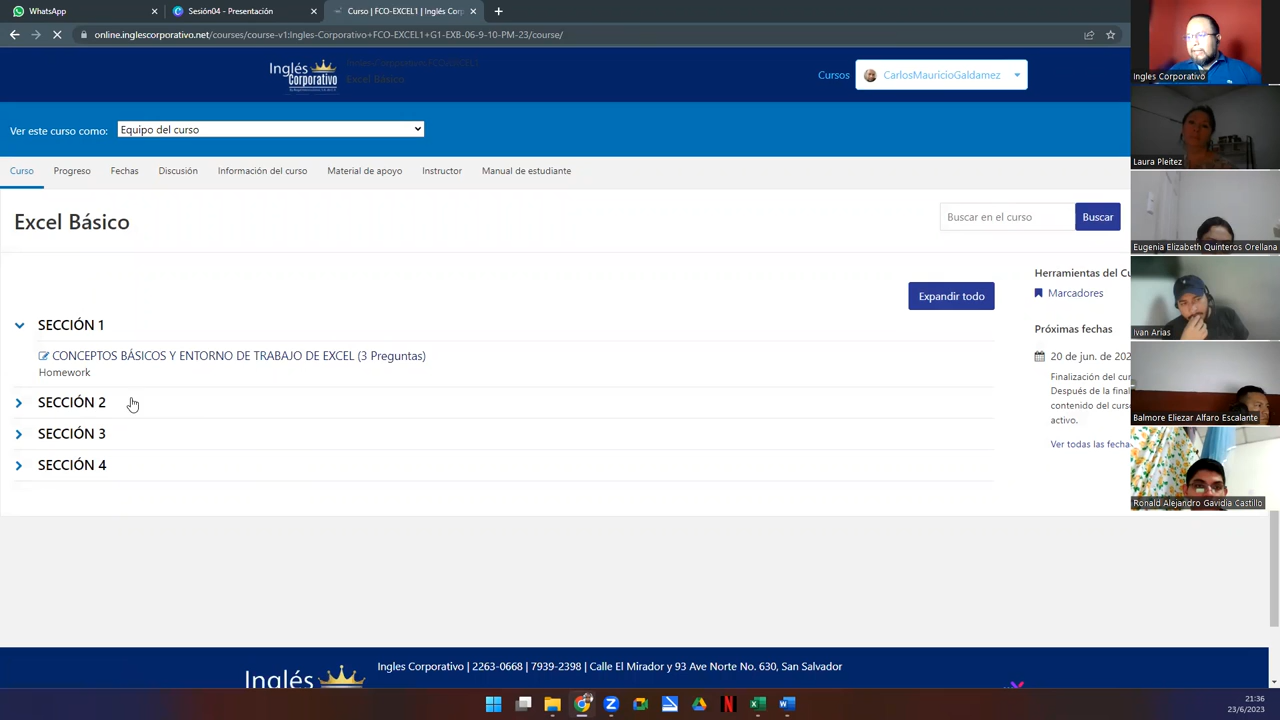 WhatsApp
Sesión04 - Presentación
Curso | FCO-EXCEL1 | Inglés Cor
online.inglescorporativo.net/courses/course-v1:Ingles-Corporativo+FCO-EXCEL1+G1-EXB-06-9-10-PM-23/course/
Inglés
Corporativo
Excel Básico
Cursos
CarlosMauricioGaldamez
Ver este curso como:
Equipo del curso
Curso
Progreso
Fechas
Discusión
Información del curso
Material de apoyo
Instructor
Manual de estudiante
Excel Básico
Buscar en el curso
Buscar
Expandir todo
SECCIÓN 1
CONCEPTOS BÁSICOS Y ENTORNO DE TRABAJO DE EXCEL (3 Preguntas)
Homework
SECCIÓN 2
SECCIÓN 3
SECCIÓN 4
Herramientas del Cu
Marcadores
Próximas fechas
20 de jun. de 202
Finalización del cur
Después de la final
contenido del curs
activo.
Ver todas las fecha
Inglés
Ingles Corporativo | 2263-0668 | 7939-2398 | Calle El Mirador y 93 Ave Norte No. 630, San Salvador
Ingles Corporativo
Laura Pleitez
Eugenia Elizabeth Quinteros Orellana
Ivan Arias
Balmore Eliezar Alfaro Escalante
Ronald Alejandro Gavidia Castillo
21:36
23/6/2023